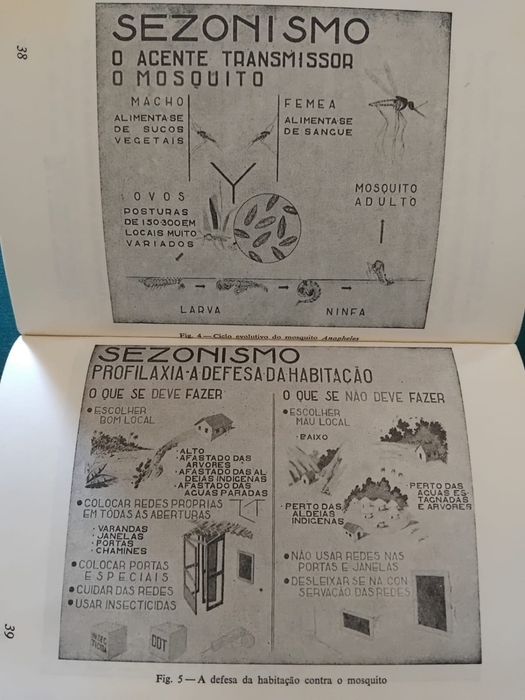 38
SEZONISMO
O AGENTE TRANSMISSOR
O MOSQUITO
MACHO
ALIMENTA-SE
DE SUCOS
VEGETAIS
FEMEA
ALIMENTA-SE
DE SANGUE
OVOS
POSTURAS
DE 150-300 EM
LOCAIS MUITO
VARIADOS
MOSQUITO
ADULTO
LARVA
NINFA
Fig. 4 — Ciclo evolutivo do mosquito Anopheles
SEZONISMO
PROFILAXIA·A·DEFESA·DA·HABITAÇÃO
O QUE SE DEVE FAZER
• ESCOLHER
BOM LOCAL
· ALTO
· AFASTADO DAS
ARVORES
· AFASTADO DAS AL
DEIAS INDIGENAS
· AFASTADO DAS
AGUAS PARADAS
• COLOCAR REDES PROPRIAS
EM TODAS AS ABERTURAS
· VARANDAS
· JANELAS
· PORTAS
· CHAMINES
• COLOCAR PORTAS
ESPECIAIS
• CUIDAR DAS REDES
• USAR INSECTICIDAS
DDT
O QUE SE NÃO DEVE FAZER
• ESCOLHER
MAU LOCAL
· BAIXO
· PERTO DAS
AGUAS ES-
TAGNADAS
E ARVORES
· PERTO DAS
ALDEIAS
INDIGENAS
• NÃO USAR REDES NAS
PORTAS E JANELAS
• DESLEIXAR SE NA CON
SERVAÇÃO DAS REDES
39
Fig. 5 — A defesa da habitação contra o mosquito